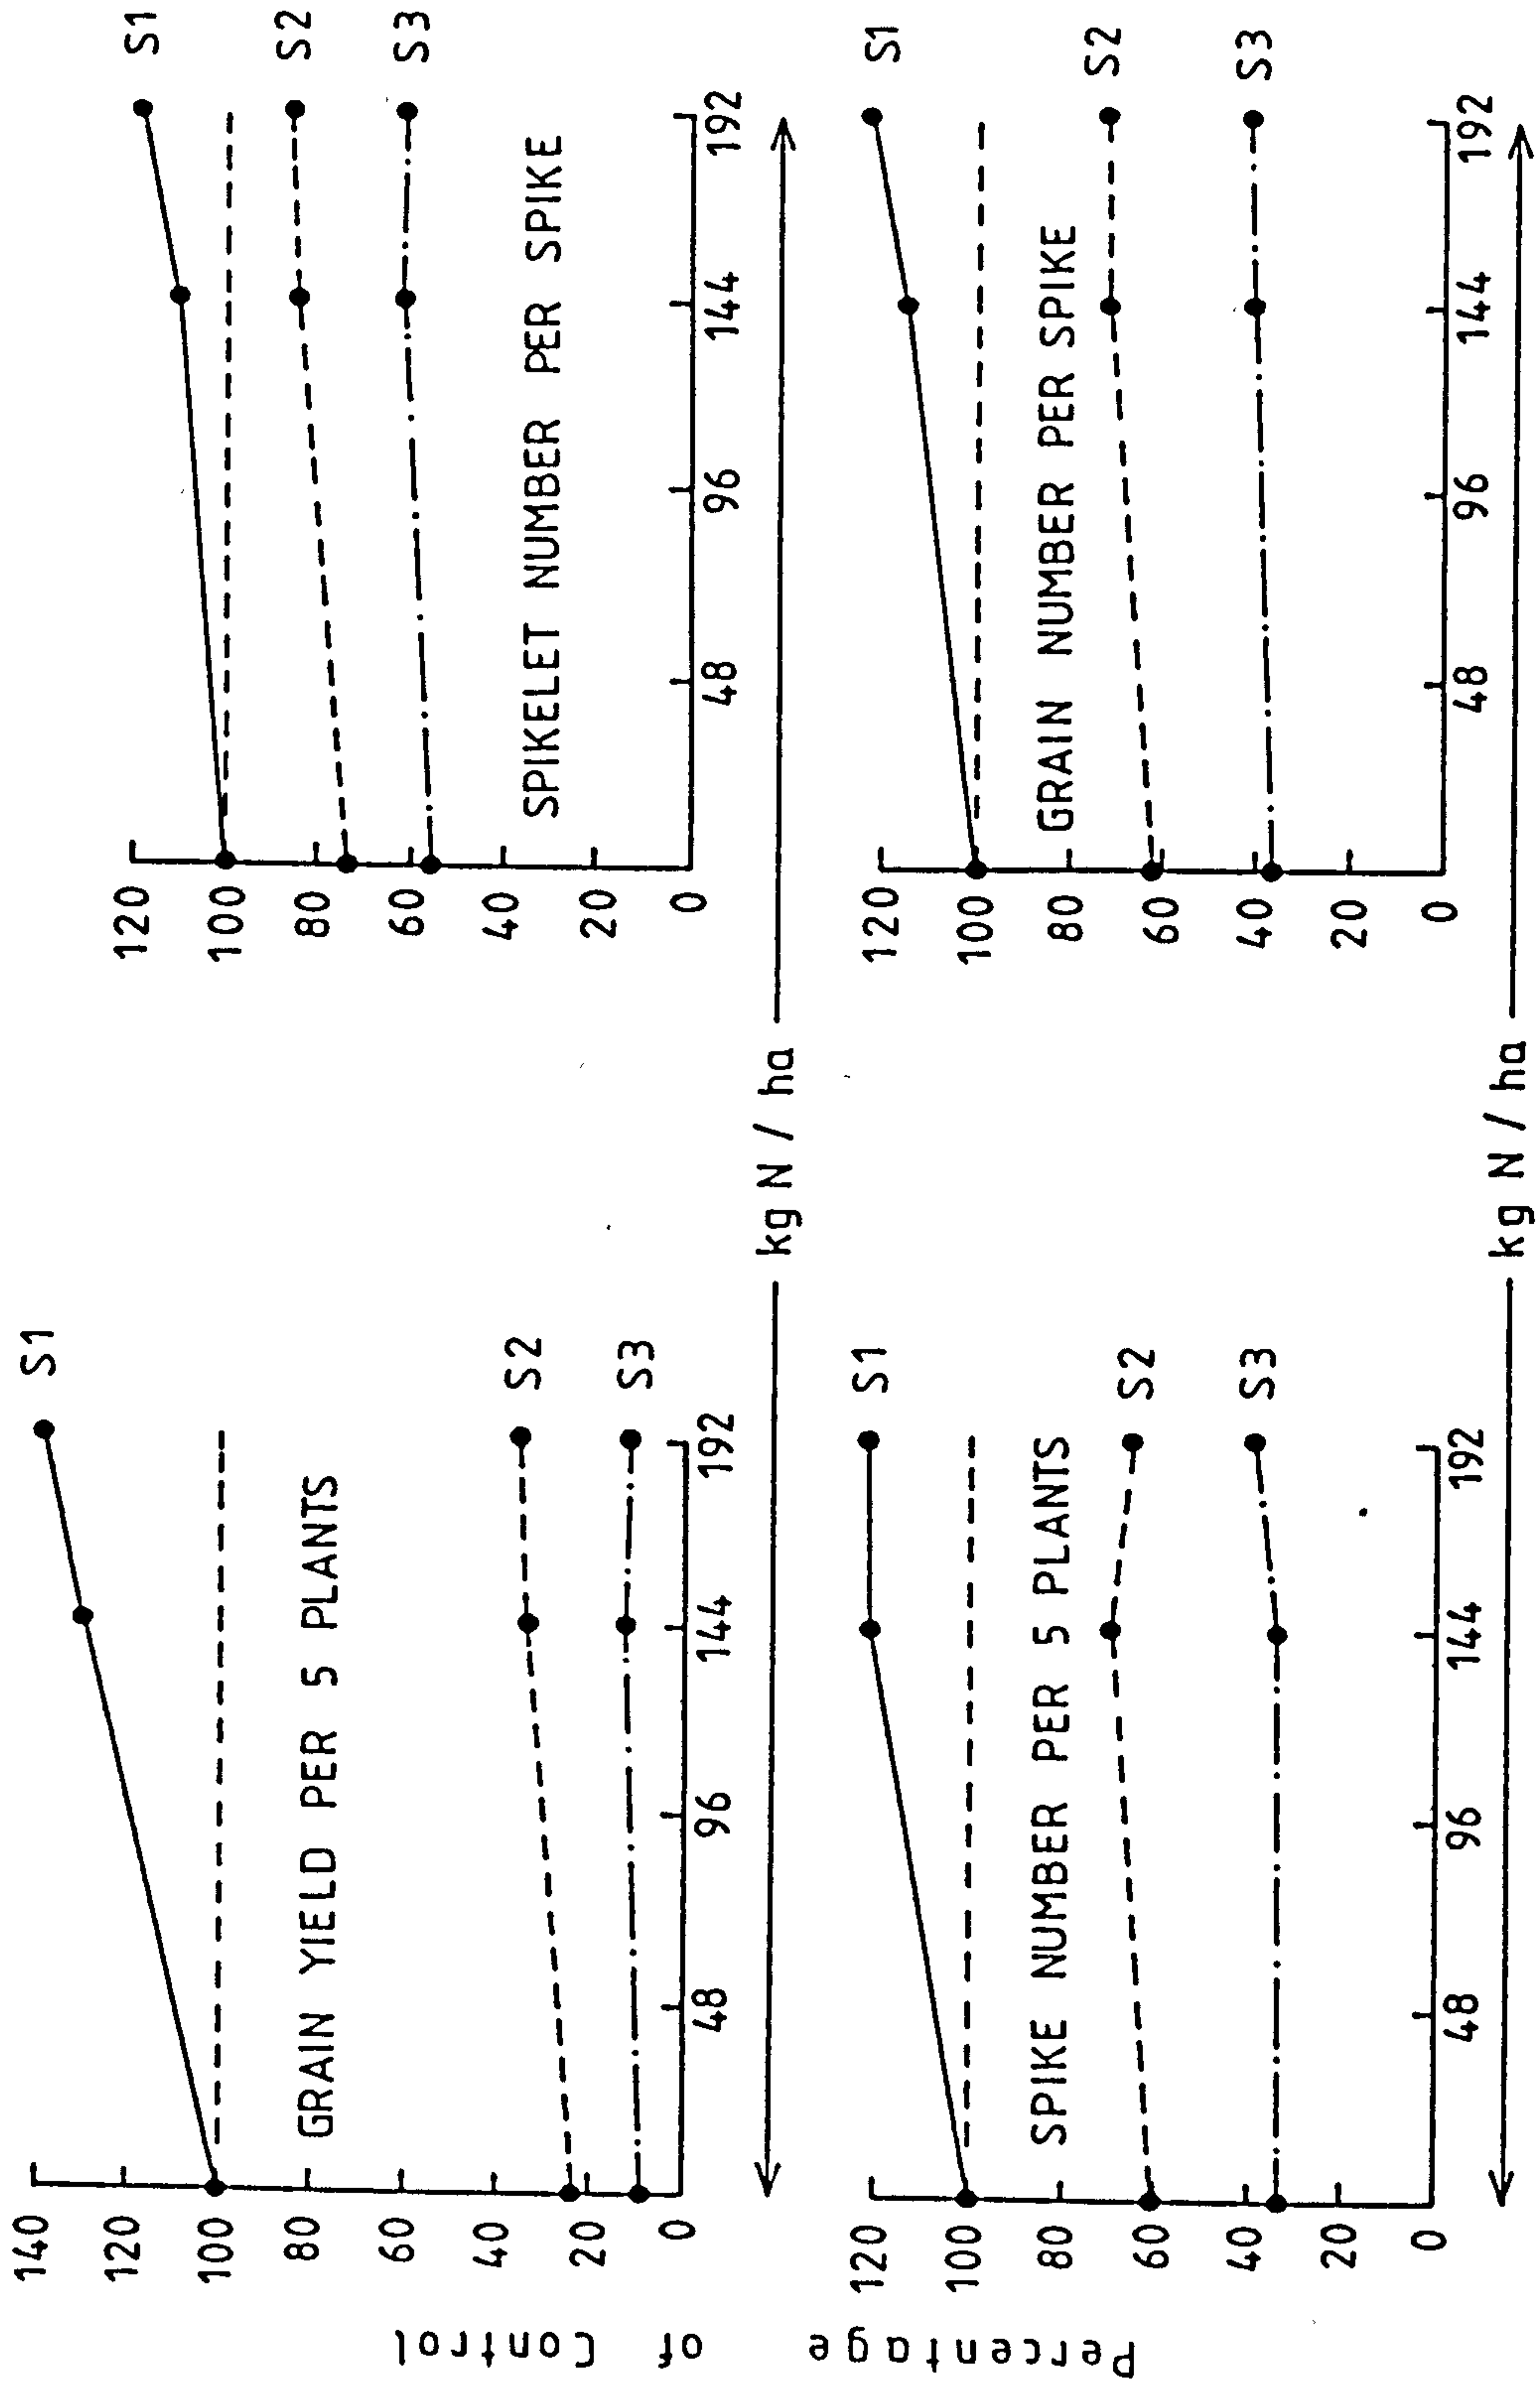 Percentage of Control
140
120
100
80
60
40
20
0
GRAIN YIELD PER 5 PLANTS
S1
S2
S3
48
96
144
192
120
100
80
60
40
20
0
SPIKELET NUMBER PER SPIKE
S1
S2
S3
48
96
144
192
kg N / ha
120
100
80
60
40
20
0
SPIKE NUMBER PER 5 PLANTS
S1
S2
S3
48
96
144
192
120
100
80
60
40
20
0
GRAIN NUMBER PER SPIKE
S1
S2
S3
48
96
144
192
kg N / ha